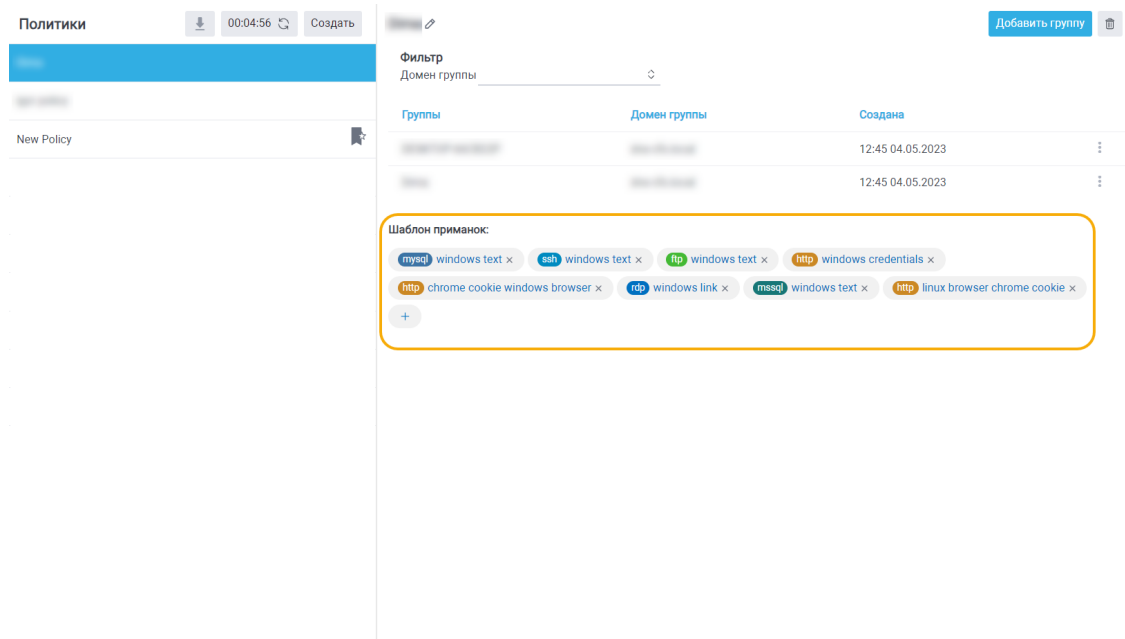 Политики
00:04:56
Создать
New Policy
Добавить группу
Фильтр
Домен группы
Группы Домен группы Создана
12:45 04.05.2023
12:45 04.05.2023
Шаблон приманок:
mysql windows text × ssh windows text × ftp windows text × http windows credentials ×
http chrome cookie windows browser × rdp windows link × mssql windows text × http linux browser chrome cookie ×
+